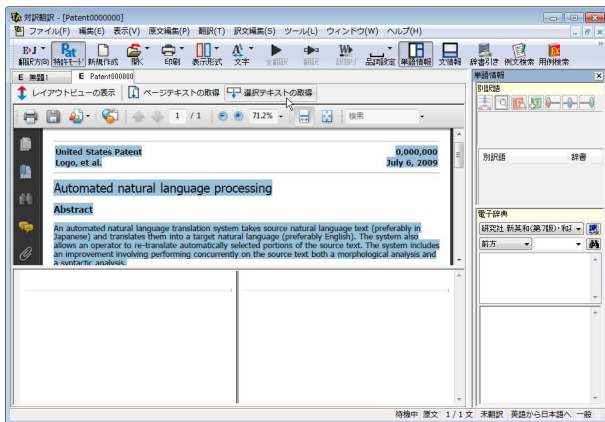 対訳翻訳 - [Patent0000000]
ファイル(F) 編集(E) 表示(V) 原文編集(P) 翻訳(T) 訳文編集(S) ツール(L) ウィンドウ(W) ヘルプ(H)
翻訳方向 特許モード 新規作成 開く 印刷 表示形式 文字 全翻訳 翻訳 訳振り 品詞設定 単語情報 文情報 辞書引き 例文検索 用例検索
E 無題1 E Patent000000
レイアウトビューの表示 ページテキストの取得 選択テキストの取得
1 / 1 71.2% 検索
United States Patent 0,000,000
Logo, et al. July 6, 2009
Automated natural language processing
Abstract
An automated natural language translation system takes source natural language text (preferably in
Japanese) and translates them into a target natural language (preferably English). The system also
allows an operator to re-translate automatically selected portions of the source text. The system includes
an improvement involving performing concurrently on the source text both a morphological analysis and
a syntactic analysis.
単語情報
別訳語
別訳語 辞書
電子辞典
研究社 新英和(第7版)・和
前方
待機中 原文 1 / 1 文 未翻訳 英語から日本語へ 一般